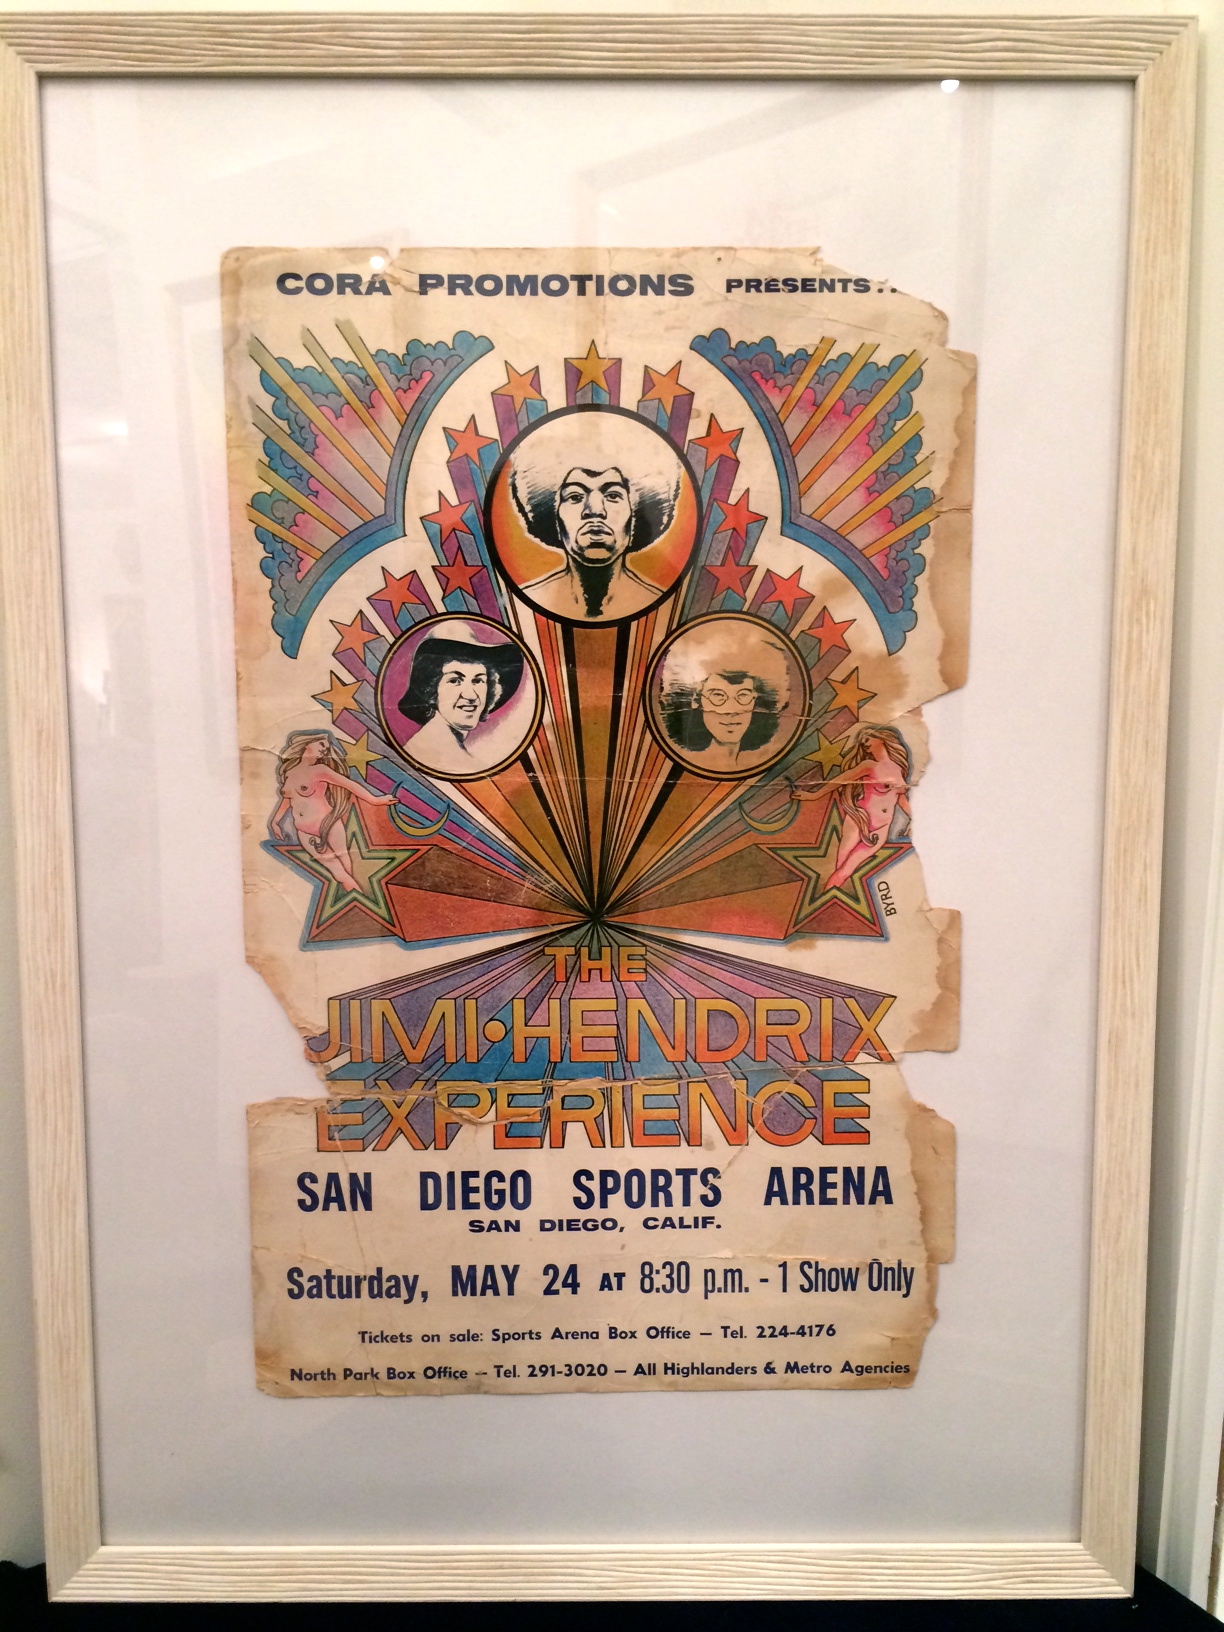 CORA PROMOTIONS PRESENTS..
BYRD
THE
JIMI•HENDRIX
EXPERIENCE
SAN DIEGO SPORTS ARENA
SAN DIEGO, CALIF.
Saturday, MAY 24 AT 8:30 p.m. - 1 Show Only
Tickets on sale: Sports Arena Box Office — Tel. 224-4176
North Park Box Office — Tel. 291-3020 — All Highlanders & Metro Agencies